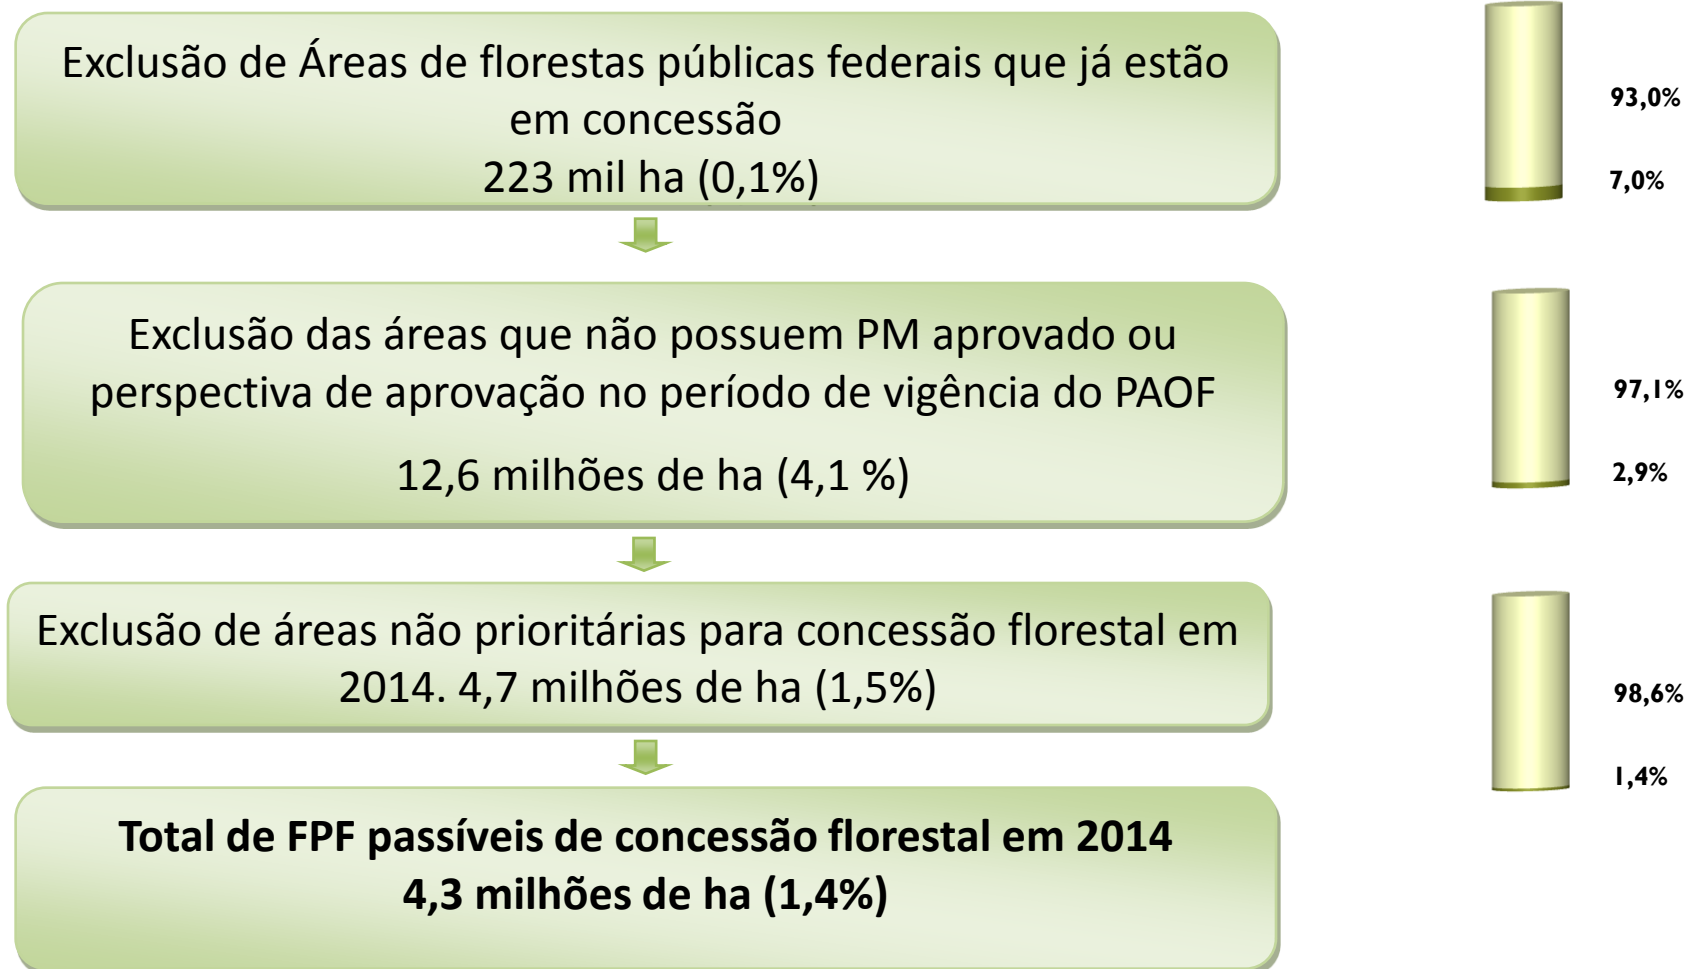 Exclusão de Áreas de florestas públicas federais que já estão
em concessão
223 mil ha (0,1%)
93,0%
7,0%
Exclusão das áreas que não possuem PM aprovado ou
perspectiva de aprovação no período de vigência do PAOF
12,6 milhões de ha (4,1 %)
97,1%
2,9%
Exclusão de áreas não prioritárias para concessão florestal em
2014. 4,7 milhões de ha (1,5%)
98,6%
1,4%
Total de FPF passíveis de concessão florestal em 2014
4,3 milhões de ha (1,4%)